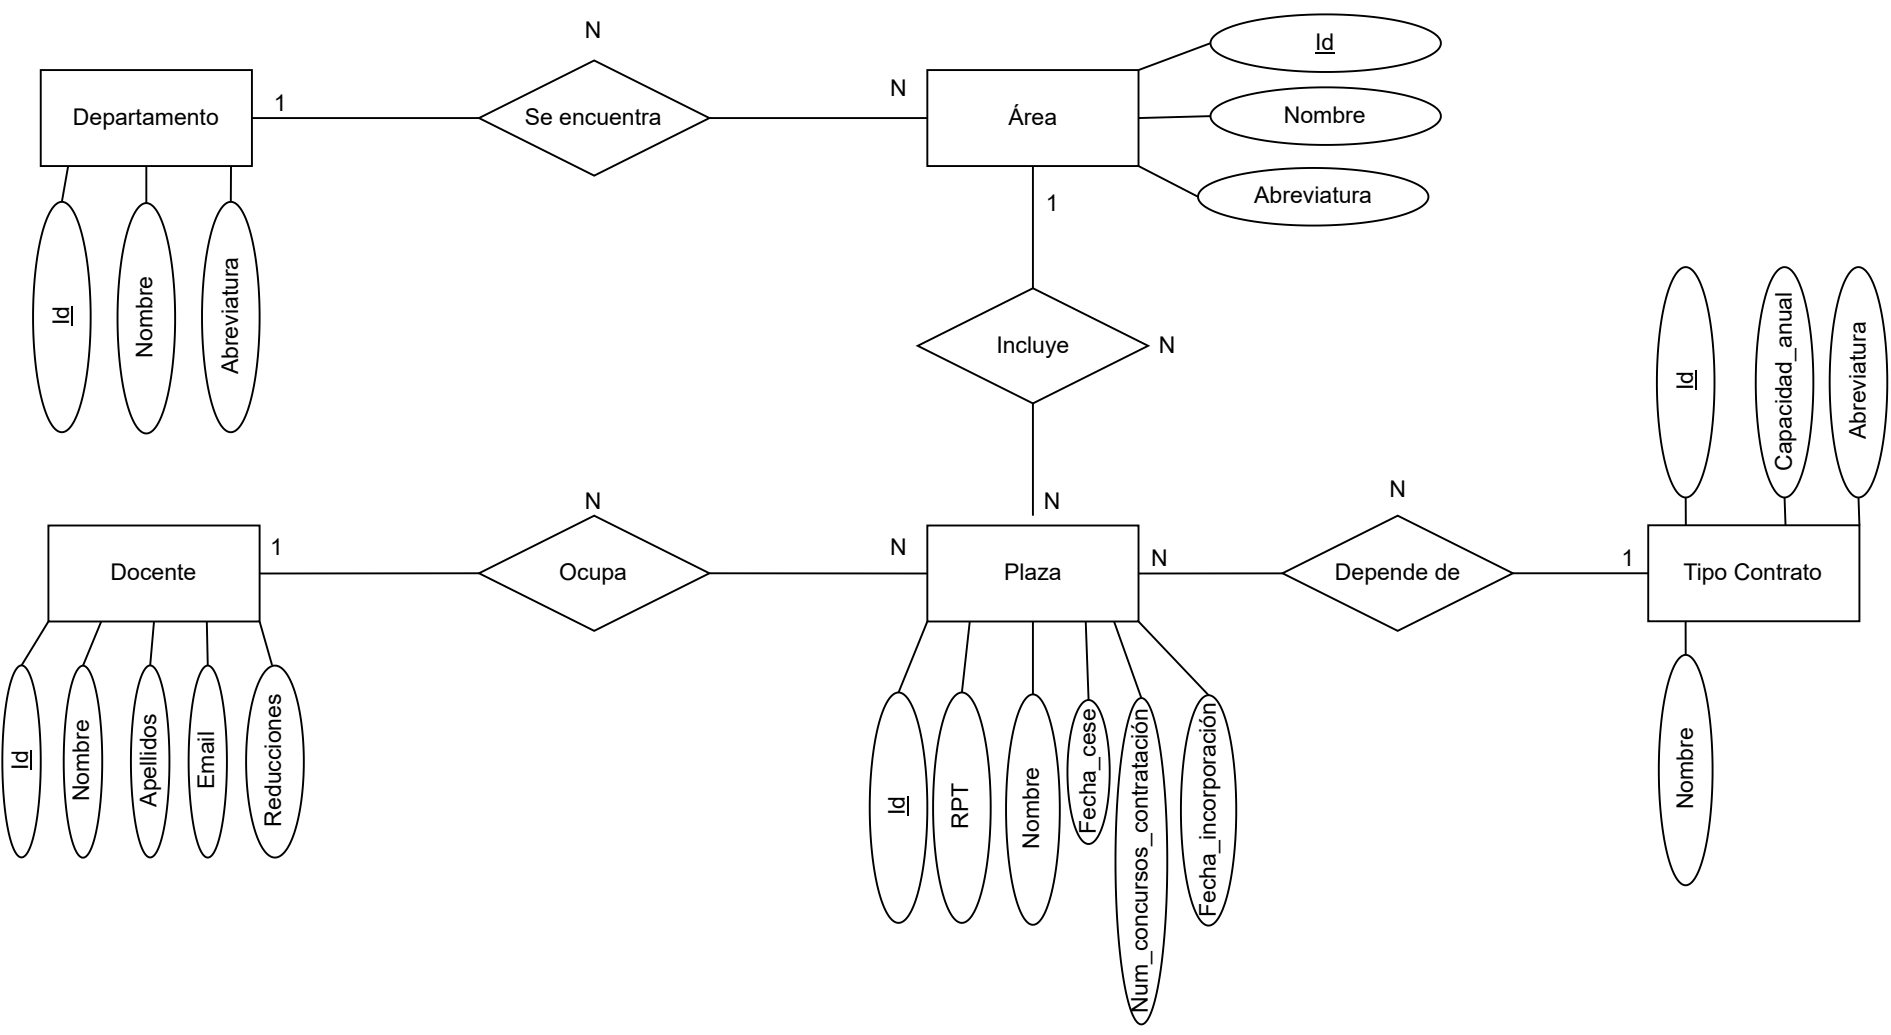 N
Departamento
1
Se encuentra
N
Área
Id
Nombre
Abreviatura
Id
Nombre
Abreviatura
1
Incluye
N
N
Id
Capacidad_anual
Abreviatura
Docente
1
N
Ocupa
N
Plaza
N
N
Depende de
1
Tipo Contrato
Id
Nombre
Apellidos
Email
Reducciones
Id
RPT
Nombre
Fecha_cese
Num_concursos_contratación
Fecha_incorporación
Nombre